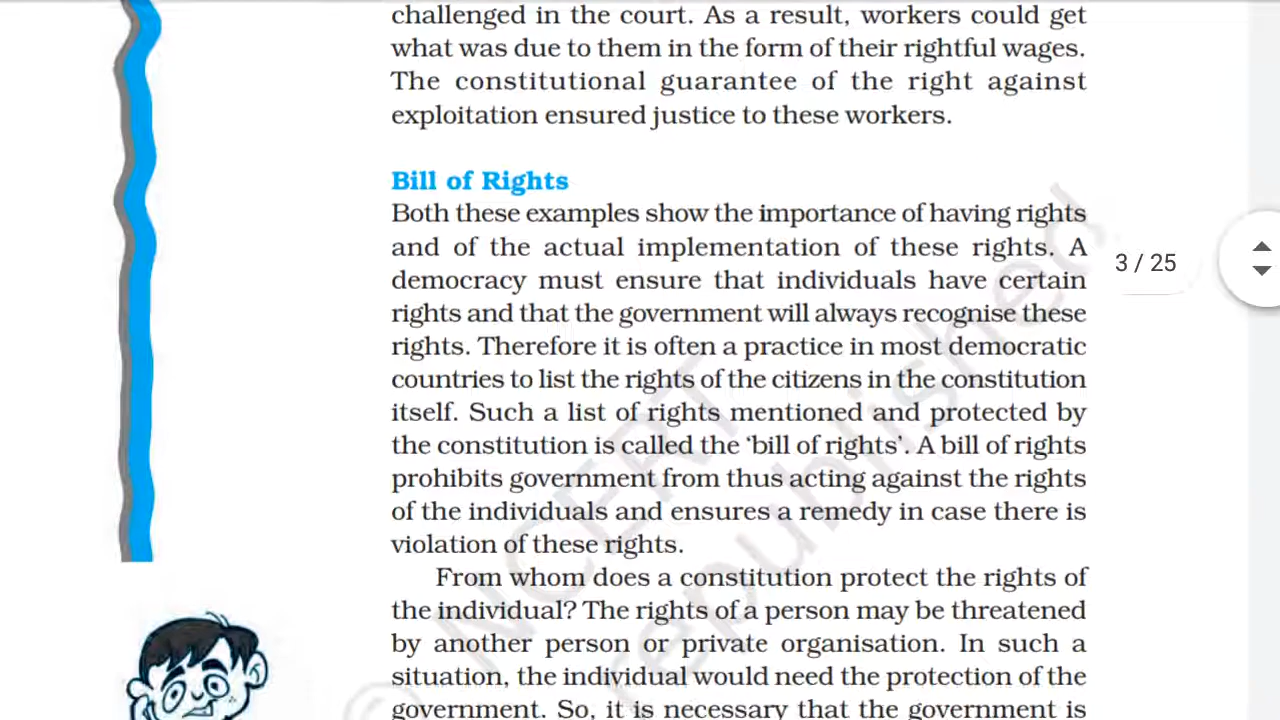 challenged in the court. As a result, workers could get
what was due to them in the form of their rightful wages.
The constitutional guarantee of the right against
exploitation ensured justice to these workers.
Bill of Rights
Both these examples show the importance of having rights
and of the actual implementation of these rights. A
democracy must ensure that individuals have certain
rights and that the government will always recognise these
rights. Therefore it is often a practice in most democratic
countries to list the rights of the citizens in the constitution
itself. Such a list of rights mentioned and protected by
the constitution is called the ‘bill of rights’. A bill of rights
prohibits government from thus acting against the rights
of the individuals and ensures a remedy in case there is
violation of these rights.
From whom does a constitution protect the rights of
the individual? The rights of a person may be threatened
by another person or private organisation. In such a
situation, the individual would need the protection of the
government. So, it is necessary that the government is
3 / 25
© NCERT
republished